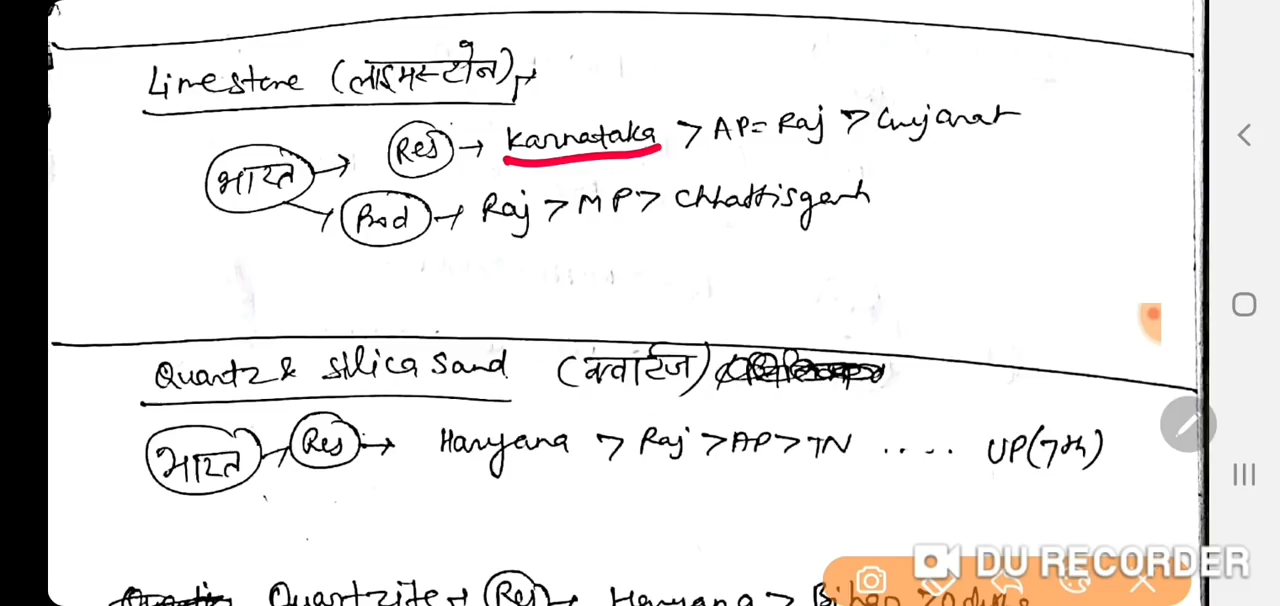 Limestone (लाइमस्टोन) :-
भारत → Res → Karnataka > AP = Raj > Gujarat
→ Prod → Raj > MP > Chhattisgarh
Quartz & Silica Sand (क्वार्टज)
भारत → Res → Haryana > Raj > AP > TN ..... UP (7th)
DU RECORDER
Quartzite → Res → Haryana > Bihar >